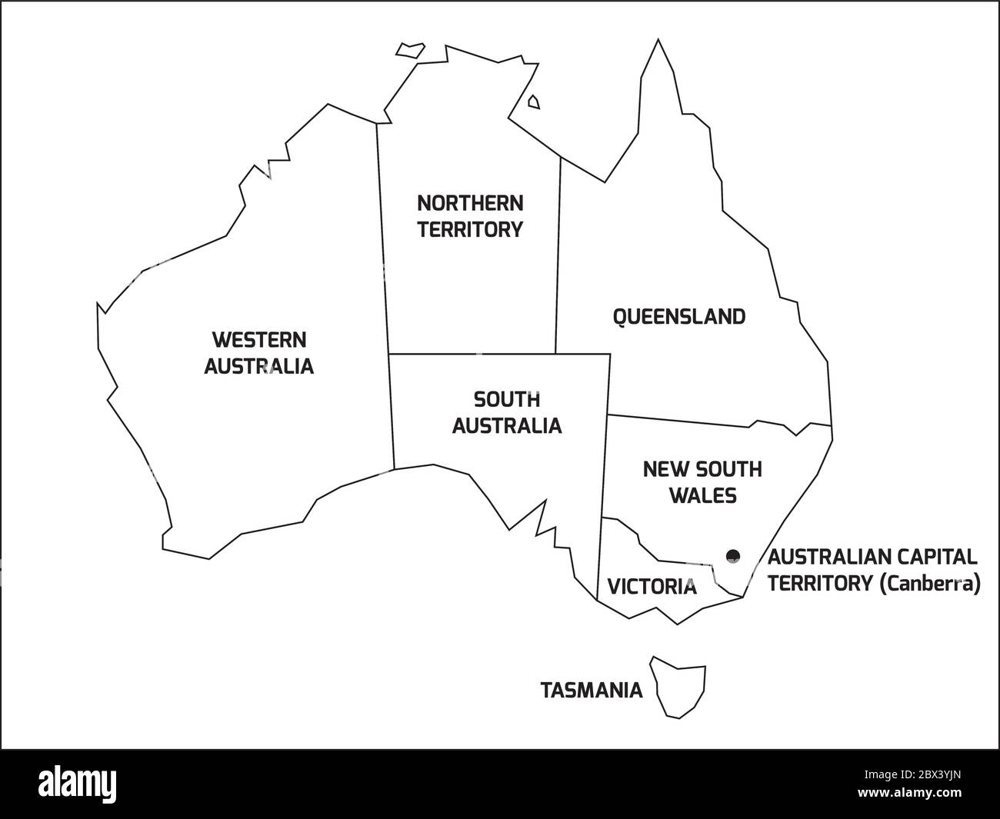 NORTHERN
TERRITORY
QUEENSLAND
WESTERN
AUSTRALIA
SOUTH
AUSTRALIA
NEW SOUTH
WALES
AUSTRALIAN CAPITAL
TERRITORY (Canberra)
VICTORIA
TASMANIA
alamy
Image ID: 2BX3YJN
www.alamy.com